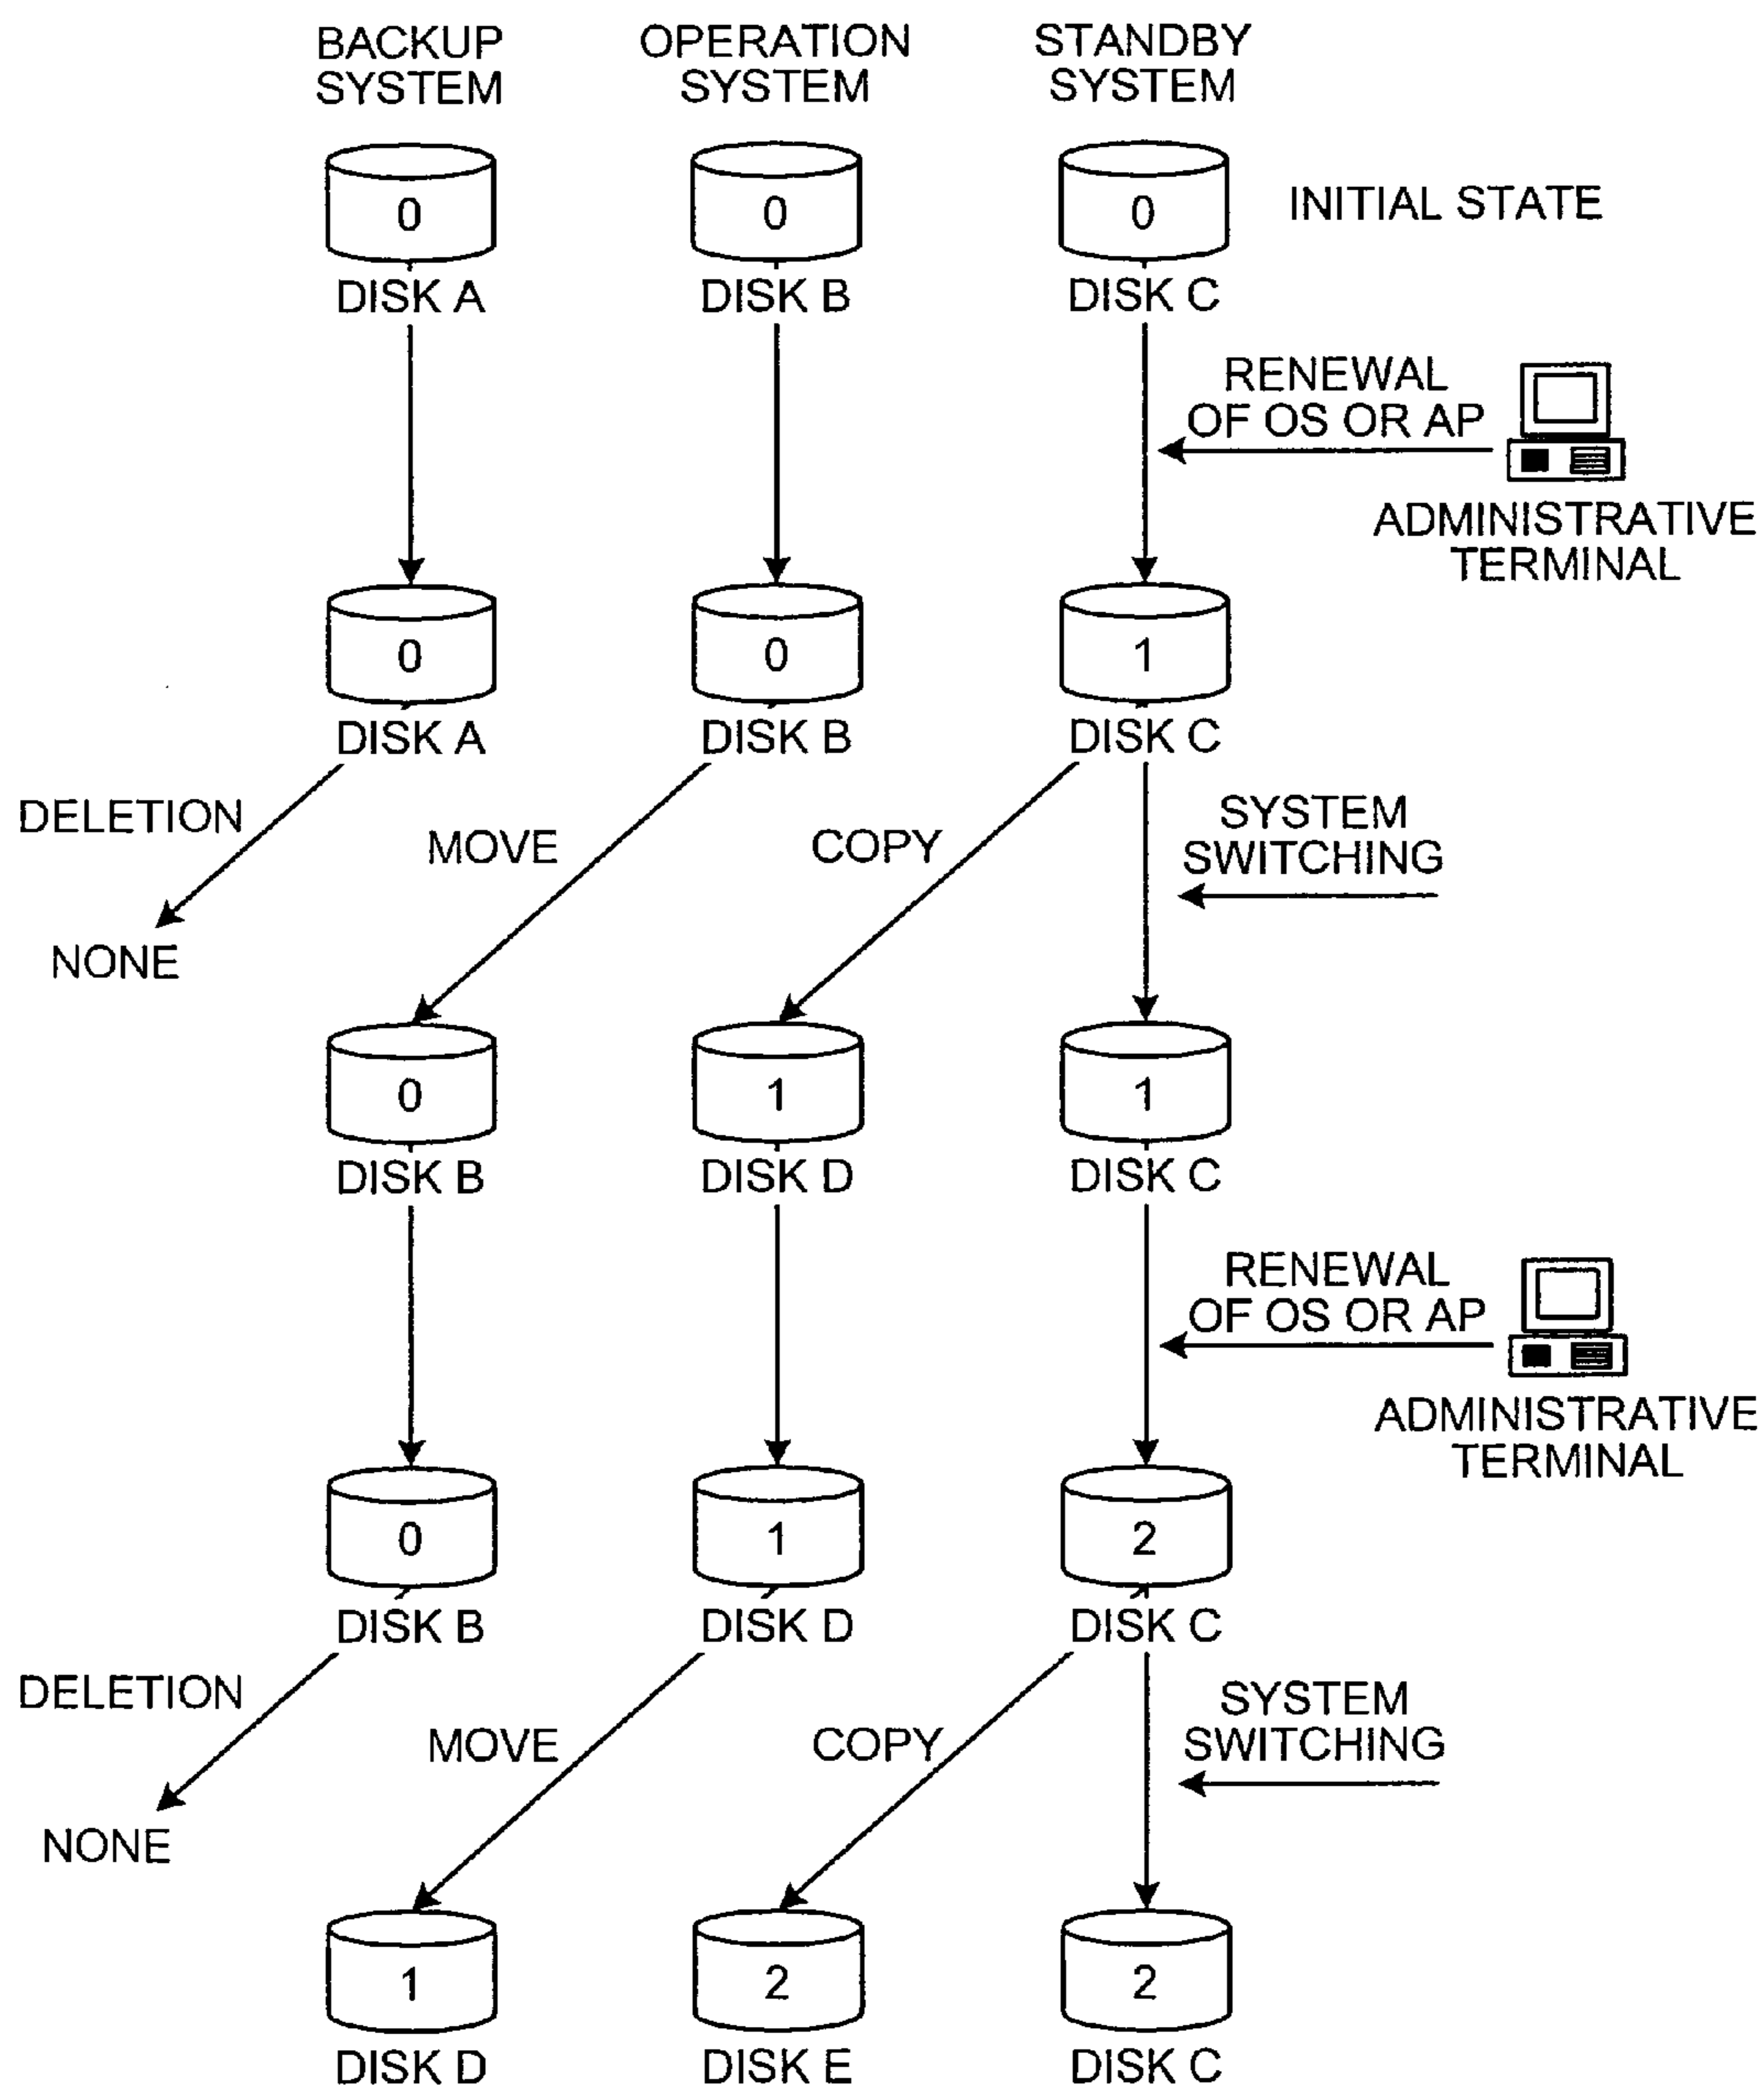 BACKUP
SYSTEM
OPERATION
SYSTEM
STANDBY
SYSTEM
0
0
0
INITIAL STATE
DISK A
DISK B
DISK C
RENEWAL
OF OS OR AP
ADMINISTRATIVE
TERMINAL
0
0
1
DISK A
DISK B
DISK C
DELETION
MOVE
COPY
SYSTEM
SWITCHING
NONE
0
1
1
DISK B
DISK D
DISK C
RENEWAL
OF OS OR AP
ADMINISTRATIVE
TERMINAL
0
1
2
DISK B
DISK D
DISK C
DELETION
MOVE
COPY
SYSTEM
SWITCHING
NONE
1
2
2
DISK D
DISK E
DISK C